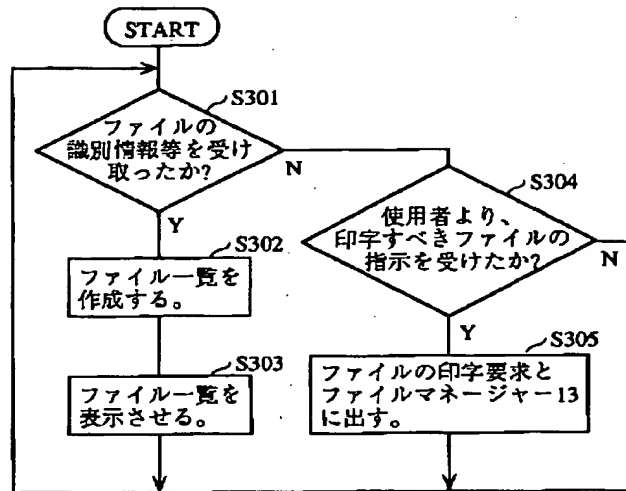 START
S301
ファイルの
識別情報等を受け
取ったか?
N
Y
S304
使用者より、
印字すべきファイルの
指示を受けたか?
N
Y
S302
ファイル一覧を
作成する。
S303
ファイル一覧を
表示させる。
S305
ファイルの印字要求と
ファイルマネージャー13
に出す。